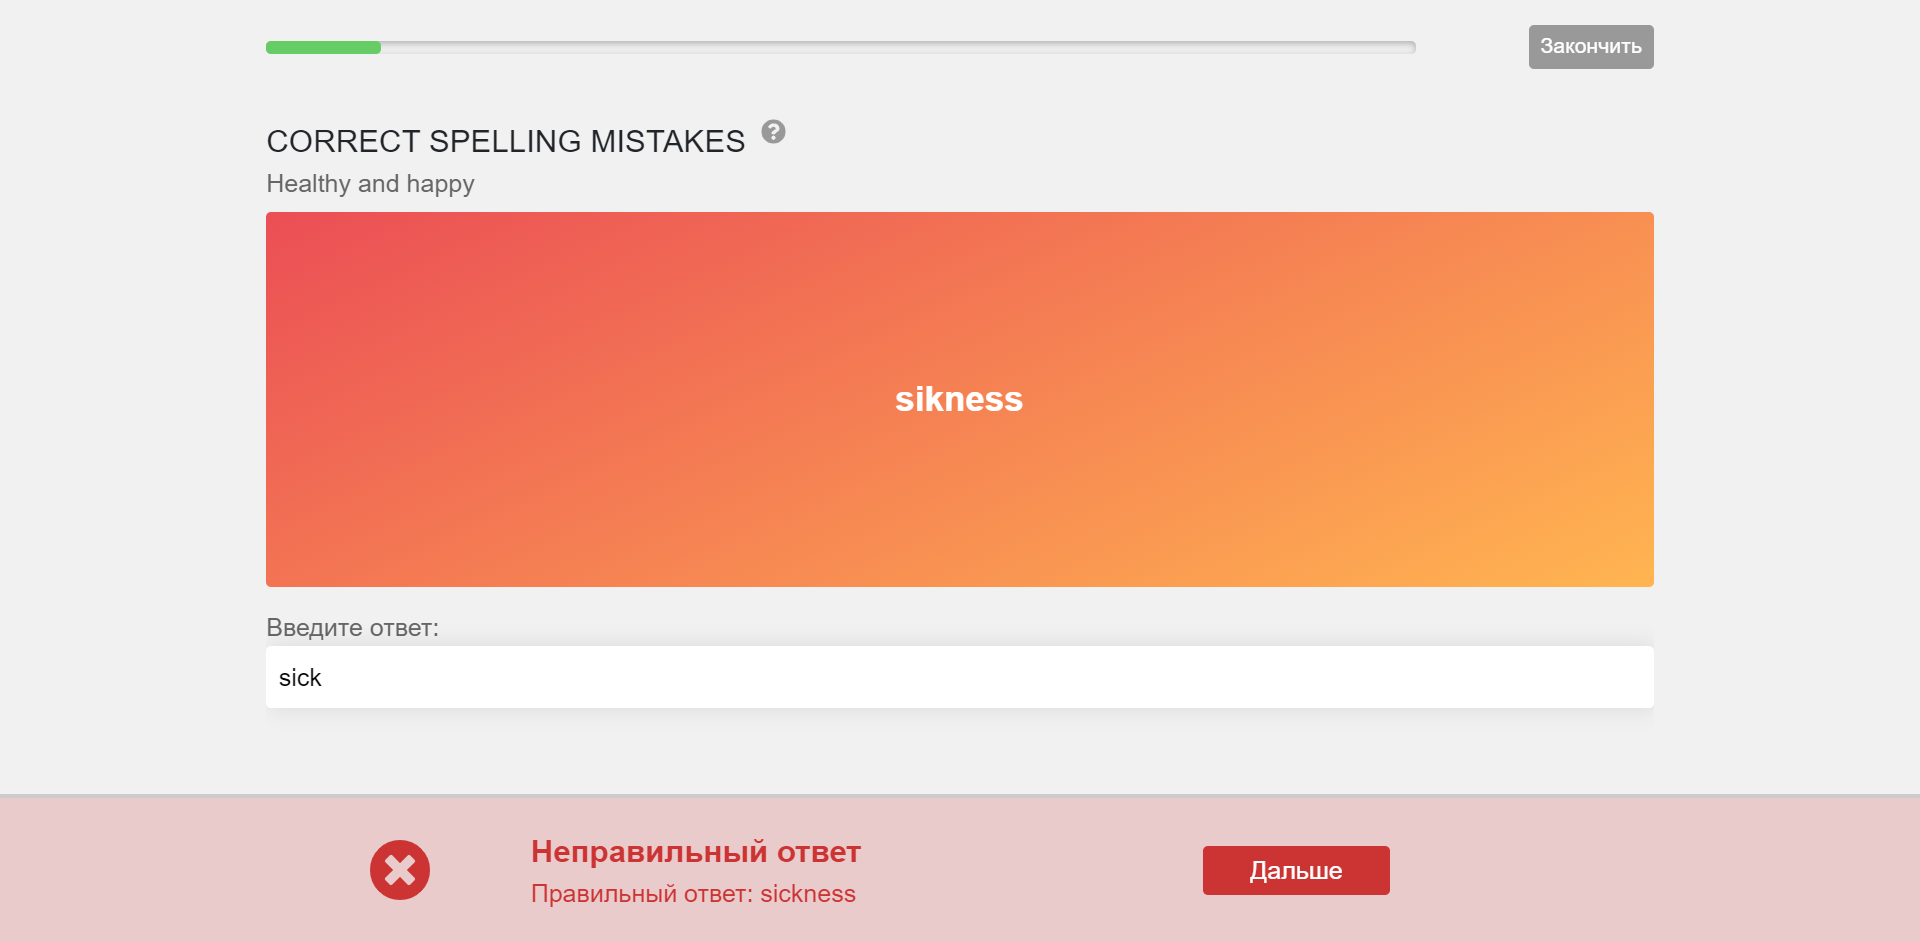 Закончить
CORRECT SPELLING MISTAKES ?
Healthy and happy
sikness
Введите ответ:
sick
Неправильный ответ
Правильный ответ: sickness
Дальше